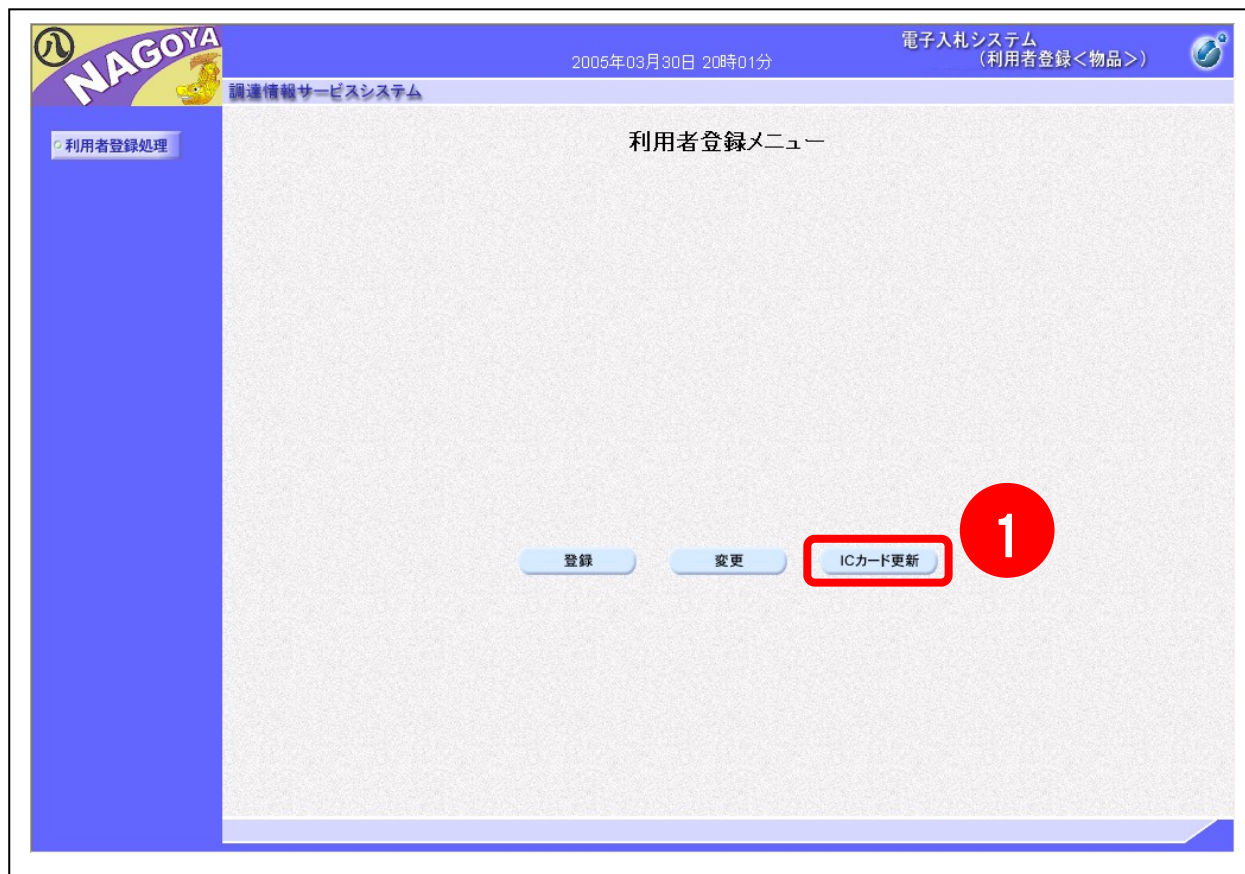 八
NAGOYA
2005年03月30日 20時01分
電子入札システム
(利用者登録<物品>)
調達情報サービスシステム
利用者登録処理
利用者登録メニュー
1
登録 変更 ICカード更新